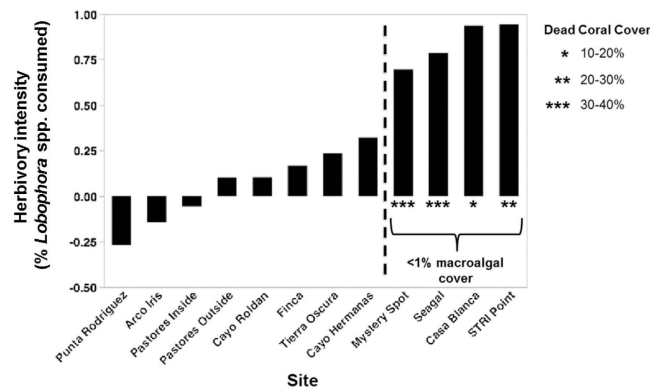 Herbivory intensity
(% Lobophora spp. consumed)
1.00
0.75
0.50
0.25
0.00
-0.25
-0.50
***
***
*
**
<1% macroalgal
cover
Dead Coral Cover
* 10-20%
** 20-30%
*** 30-40%
Punta Rodriguez
Arco Iris
Pastores Inside
Pastores Outside
Cayo Roldan
Finca
Tierra Oscura
Cayo Hermanas
Mystery Spot
Seagal
Casa Blanca
STRI Point
Site